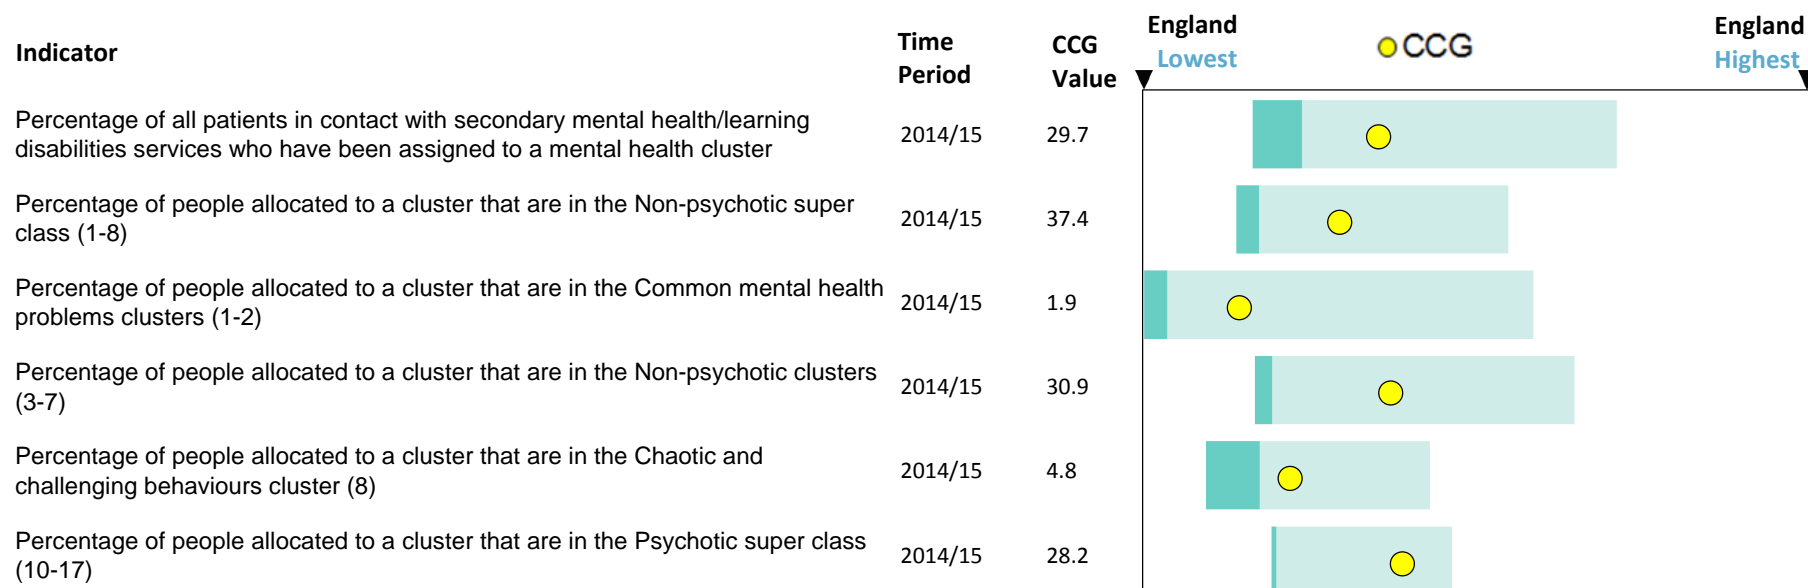 Indicator
Time Period
CCG Value
England Lowest
CCG
England Highest
Percentage of all patients in contact with secondary mental health/learning
disabilities services who have been assigned to a mental health cluster
2014/15
29.7
Percentage of people allocated to a cluster that are in the Non-psychotic super
class (1-8)
2014/15
37.4
Percentage of people allocated to a cluster that are in the Common mental health
problems clusters (1-2)
2014/15
1.9
Percentage of people allocated to a cluster that are in the Non-psychotic clusters
(3-7)
2014/15
30.9
Percentage of people allocated to a cluster that are in the Chaotic and
challenging behaviours cluster (8)
2014/15
4.8
Percentage of people allocated to a cluster that are in the Psychotic super class
(10-17)
2014/15
28.2